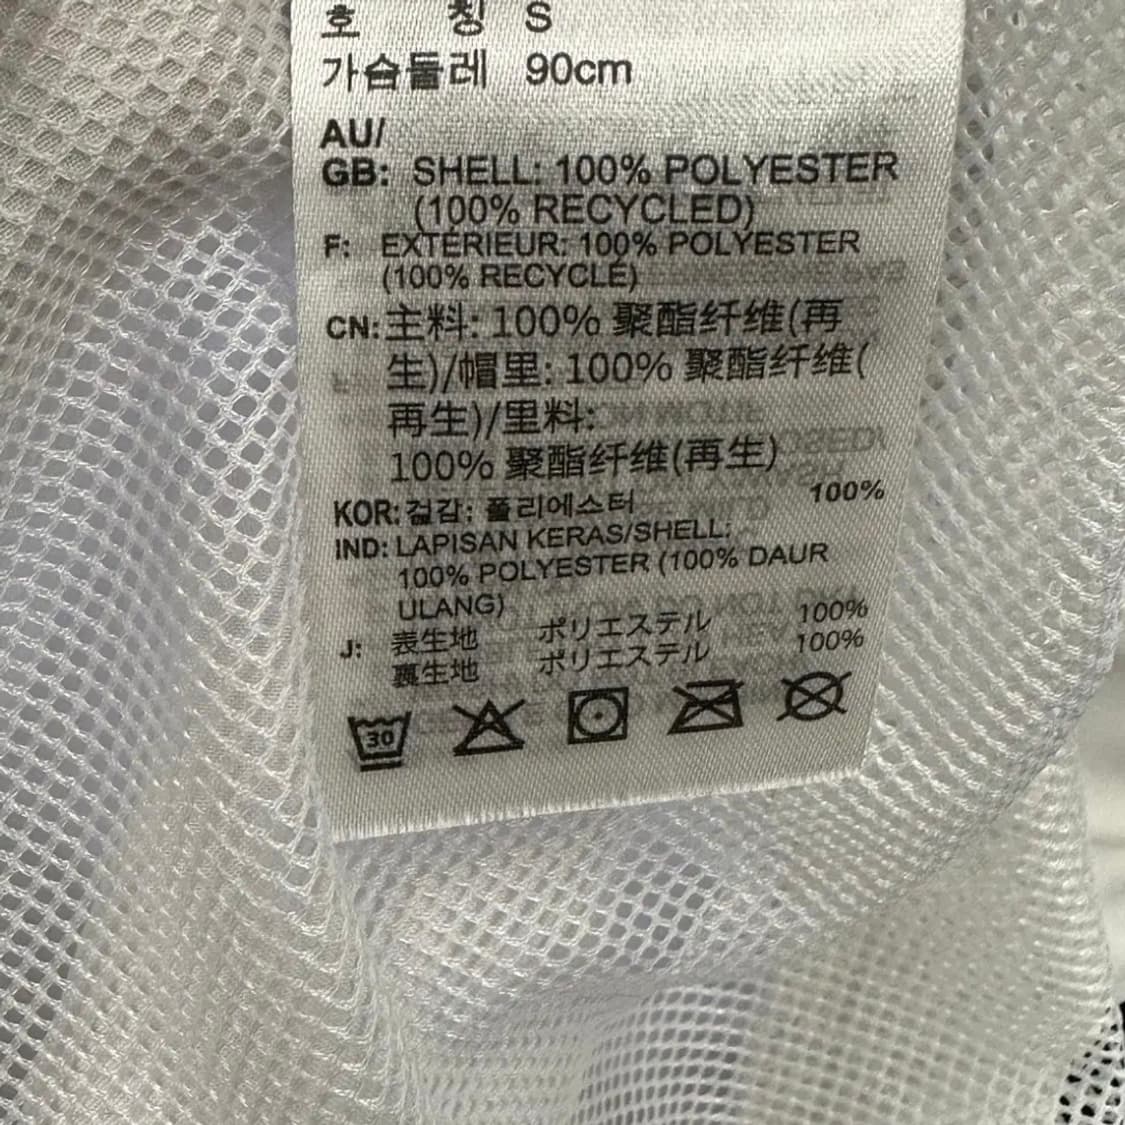 호 칭 S
가슴둘레 90cm
AU/
GB: SHELL: 100% POLYESTER
(100% RECYCLED)
F: EXTERIEUR: 100% POLYESTER
(100% RECYCLÉ)
CN: 主料: 100% 聚酯纤维(再
生)/帽里: 100% 聚酯纤维(
再生)/里料:
100% 聚酯纤维(再生)
KOR: 겉감: 폴리에스터 100%
IND: LAPISAN KERAS/SHELL:
100% POLYESTER (100% DAUR
ULANG)
J: 表生地 ポリエステル 100%
裏生地 ポリエステル 100%
30